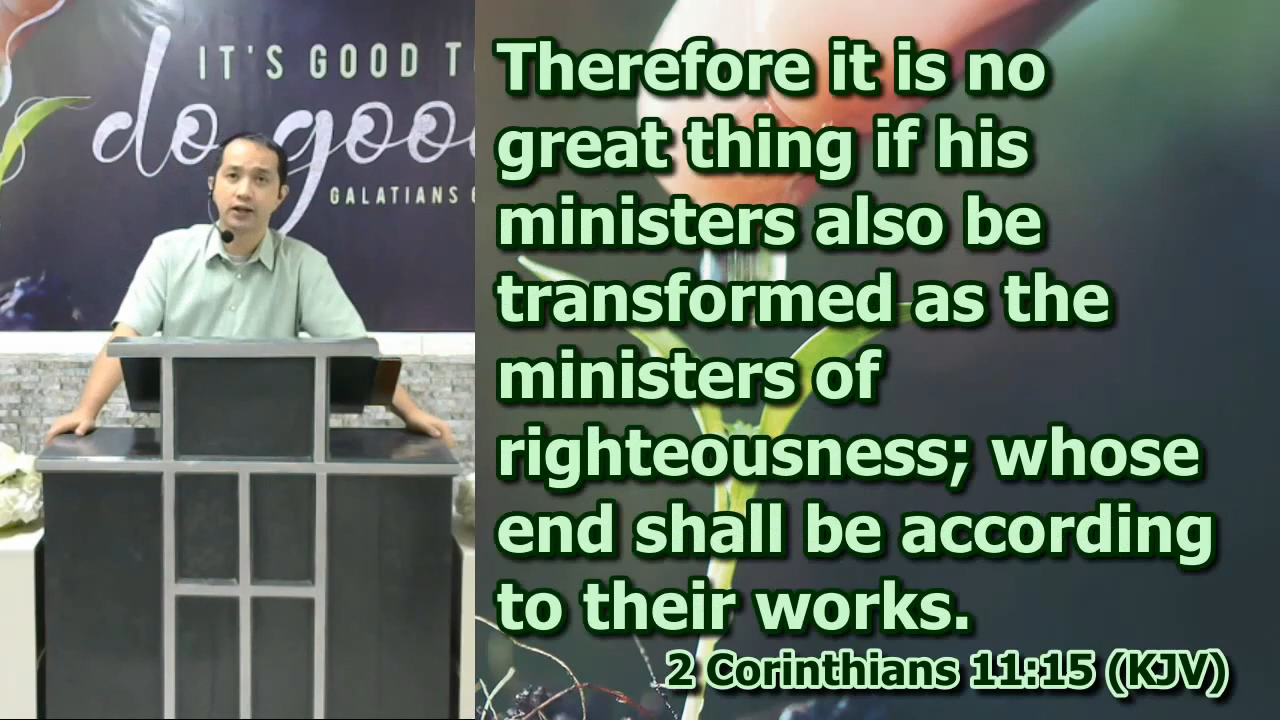 IT'S GOOD T
do goo
GALATIANS 6
Therefore it is no
great thing if his
ministers also be
transformed as the
ministers of
righteousness; whose
end shall be according
to their works.
2 Corinthians 11:15 (KJV)